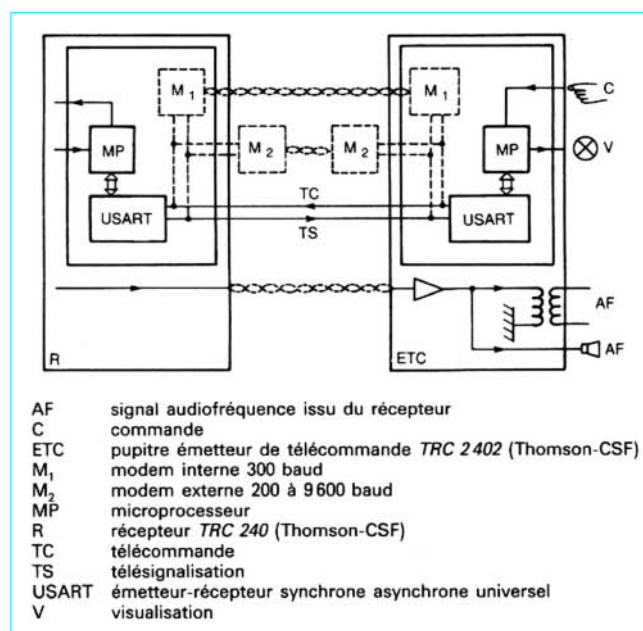 M₁
M₁
C
M₂
M₂
MP
MP
V
TC
USART
USART
TS
AF
AF
R
ETC
AF signal audiofréquence issu du récepteur
C commande
ETC pupitre émetteur de télécommande TRC 2402 (Thomson-CSF)
M₁ modem interne 300 baud
M₂ modem externe 200 à 9 600 baud
MP microprocesseur
R récepteur TRC 240 (Thomson-CSF)
TC télécommande
TS télésignalisation
USART émetteur-récepteur synchrone asynchrone universel
V visualisation